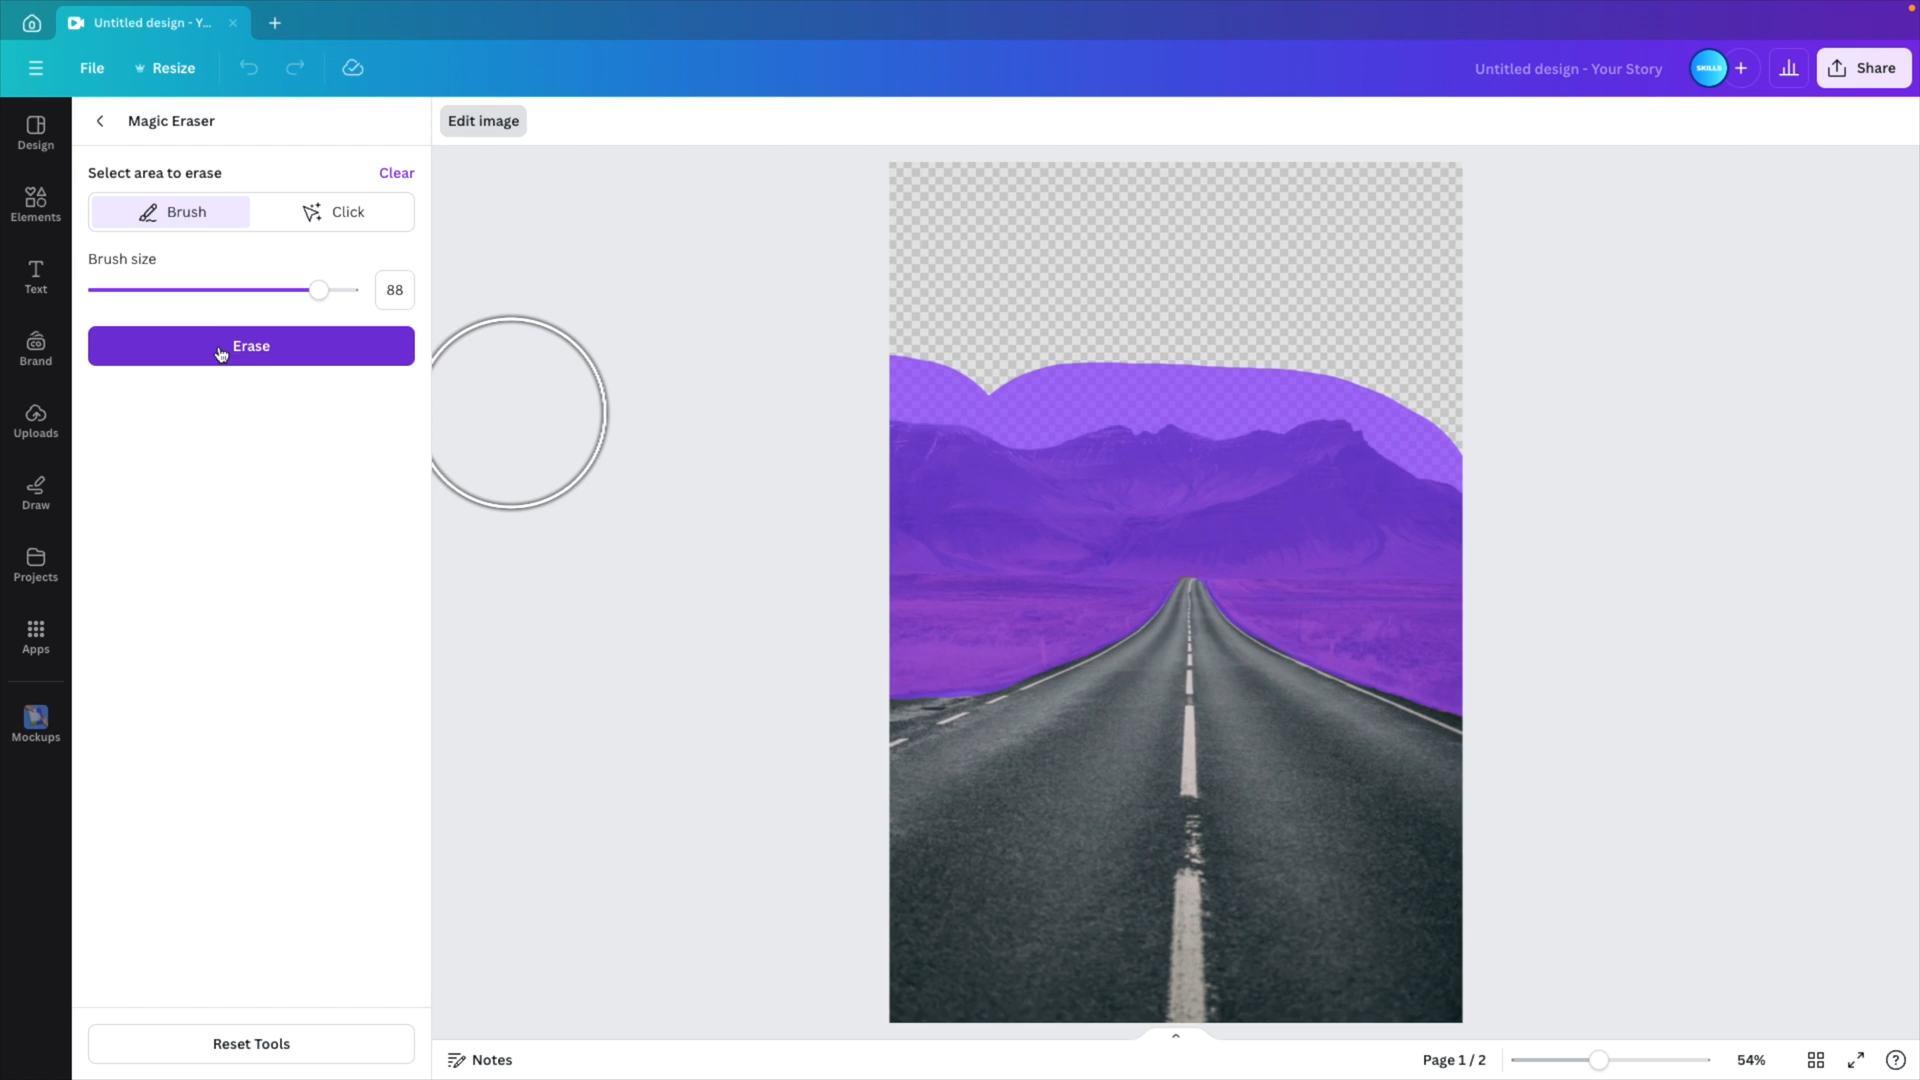 Untitled design - Y...
File
Resize
Untitled design - Your Story
SKILLS
Share
Design
Elements
Text
Brand
Uploads
Draw
Projects
Apps
Mockups
Magic Eraser
Select area to erase
Clear
Brush
Click
Brush size
88
Erase
Reset Tools
Edit image
Notes
Page 1 / 2
54%